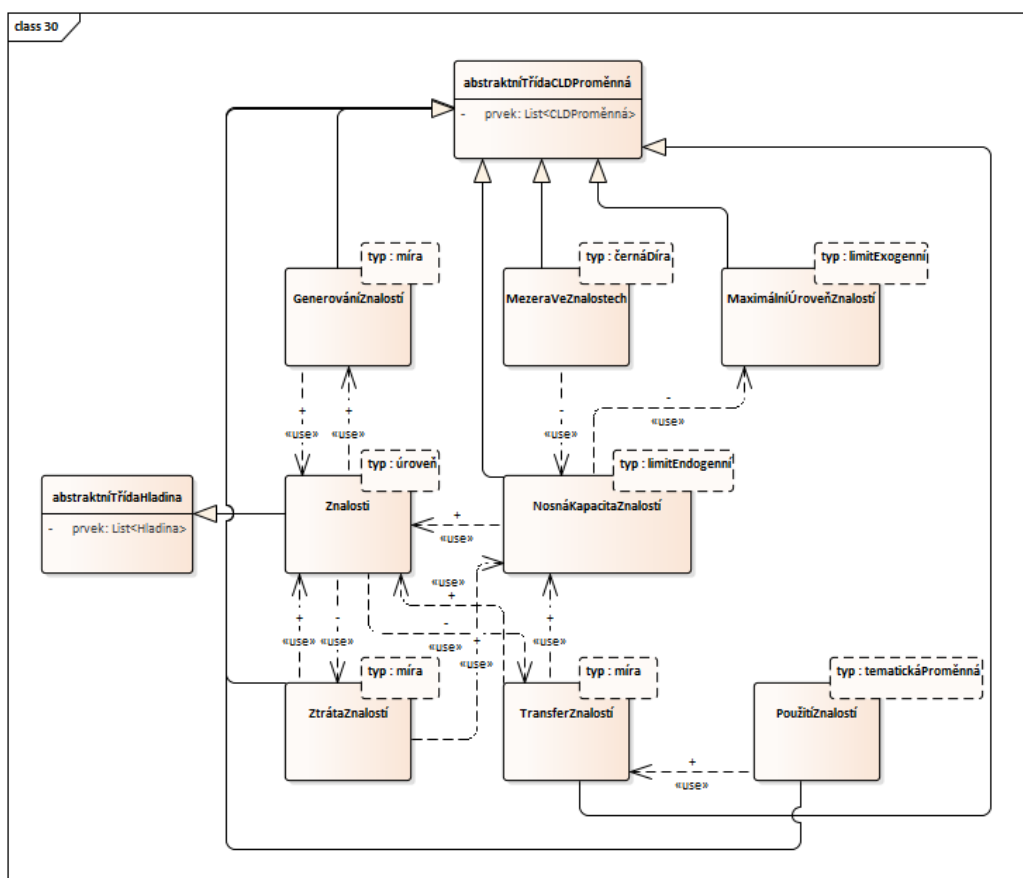 class 30
abstraktníTřídaCLDProměnná
- prvek: List<CLDProměnná>
typ : míra
GenerováníZnalostí
typ : černáDíra
MezeraVeZnalostech
typ : limitExogenní
MaximálníÚroveňZnalostí
+
«use»
+
«use»
-
«use»
-
«use»
abstraktníTřídaHladina
- prvek: List<Hladina>
typ : úroveň
Znalosti
typ : limitEndogenní
NosnáKapacitaZnalostí
+
«use»
+
«use»
-
«use»
«use»
+
-
«use»
+
«use»
+
«use»
typ : míra
ZtrátaZnalostí
typ : míra
TransferZnalostí
typ : tematickáProměnná
PoužitíZnalostí
+
«use»